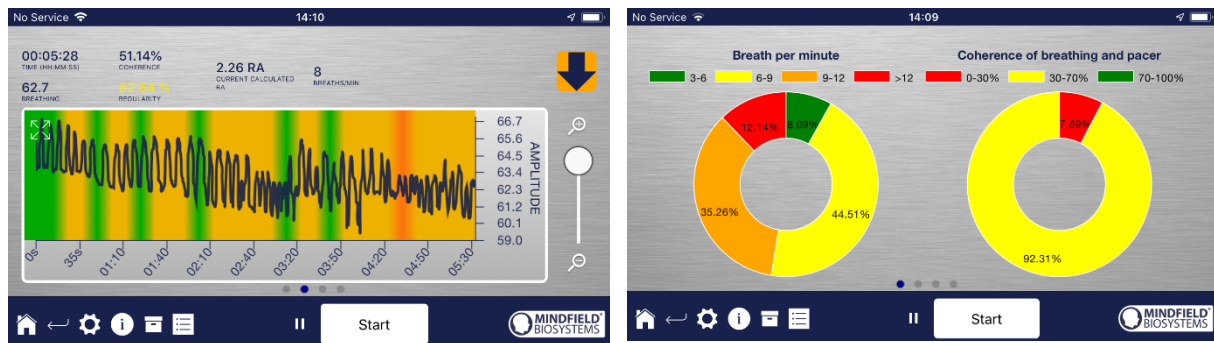 No Service
14:10
00:05:28
TIME (HH.MM.SS)
51.14%
COHERENCE
2.26 RA
CURRENT CALCULATED
RA
8
BREATHS/MIN
62.7
BREATHING
REGULARITY
66.7
65.6
64.5
63.4
62.3
61.2
60.1
59.0
AMPLITUDE
0s
35s
01:10
01:40
02:10
02:40
03:20
03:50
04:20
04:50
05:30
Start
MINDFIELD
BIOSYSTEMS
No Service
14:09
Breath per minute
3-6 6-9 9-12 >12
12.14%
8.09%
35.26%
44.51%
Coherence of breathing and pacer
0-30% 30-70% 70-100%
7.69%
92.31%
Start
MINDFIELD
BIOSYSTEMS